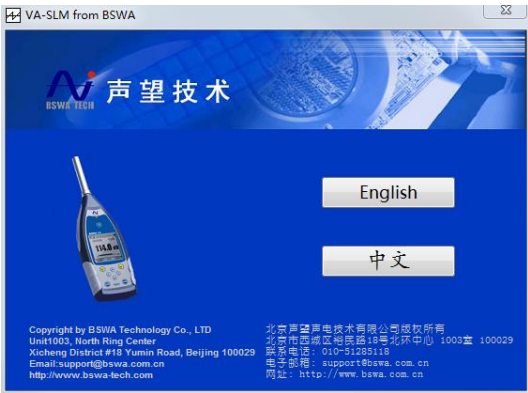 VA-SLM from BSWA
BSWA TECH 声望技术
English
114.0
中文
Copyright by BSWA Technology Co., LTD
Unit1003, North Ring Center
Xicheng District #18 Yumin Road, Beijing 100029
Email:support@bswa.com.cn
http://www.bswa-tech.com
北京声望声电技术有限公司版权所有
北京市西城区裕民路18号北环中心 1003室 100029
联系电话: 010-51285118
电子邮箱: support@bswa.com.cn
网址: http://www.bswa.com.cn